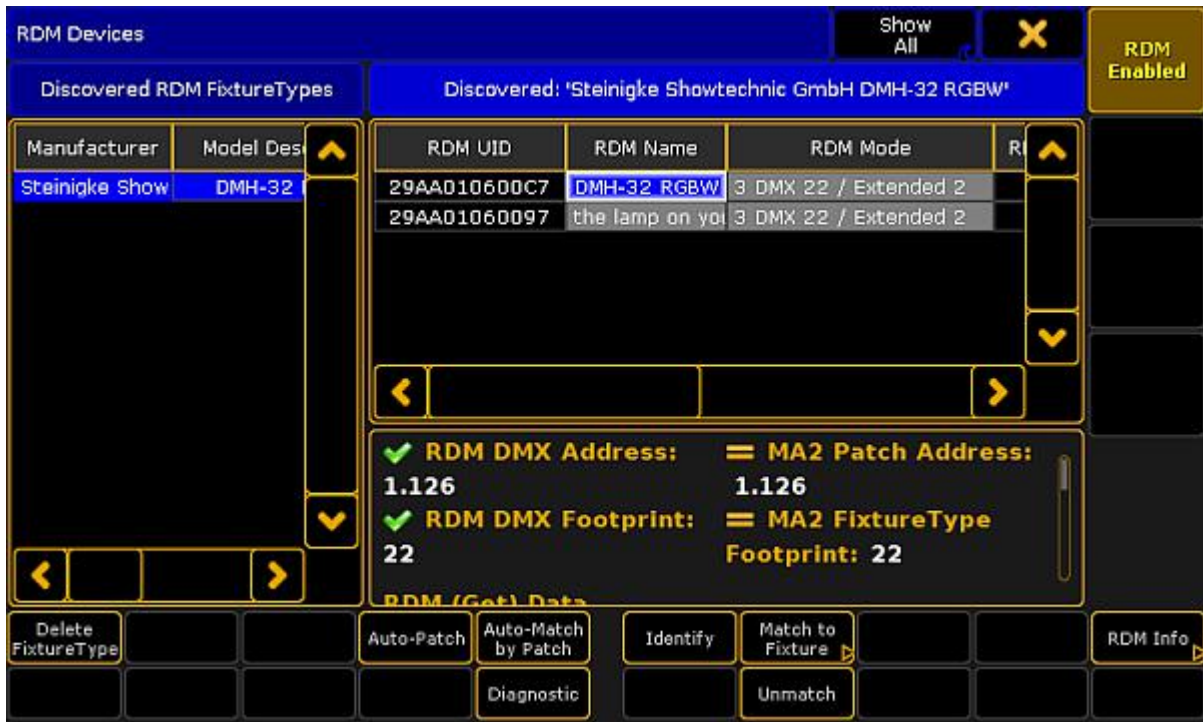 RDM Devices
Show
All
RDM
Enabled
Discovered RDM FixtureTypes
Discovered: 'Steinigke Showtechnic GmbH DMH-32 RGBW'
Manufacturer Model Des
RDM UID RDM Name RDM Mode R
Steinigke Show DMH-32
29AA010600C7 DMH-32 RGBW 3 DMX 22 / Extended 2
29AA01060097 the lamp on yo 3 DMX 22 / Extended 2
RDM DMX Address: = MA2 Patch Address:
1.126 1.126
RDM DMX Footprint: = MA2 FixtureType
22 Footprint: 22
RDM (Get) Data
Delete
FixtureType
Auto-Patch
Auto-Match
by Patch
Identify
Match to
Fixture
RDM Info
Diagnostic
Unmatch